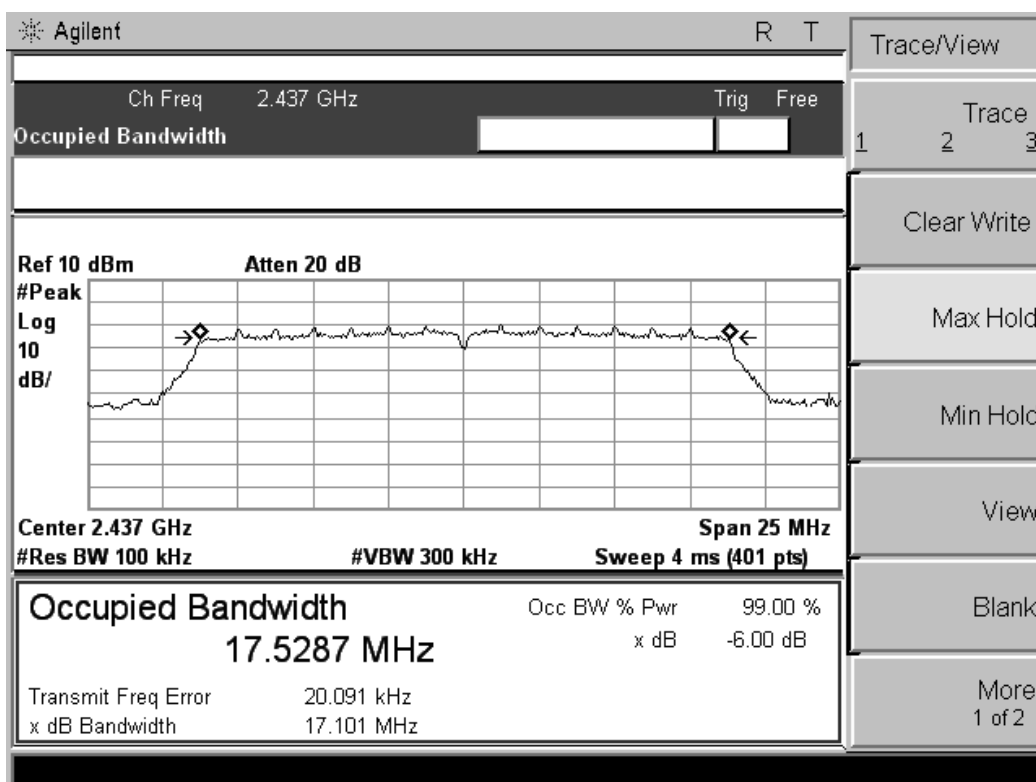 Agilent R T
Ch Freq 2.437 GHz Trig Free
Occupied Bandwidth
Ref 10 dBm Atten 20 dB
#Peak
Log
10
dB/
Center 2.437 GHz Span 25 MHz
#Res BW 100 kHz #VBW 300 kHz Sweep 4 ms (401 pts)
Occupied Bandwidth
17.5287 MHz
Occ BW % Pwr 99.00 %
x dB -6.00 dB
Transmit Freq Error 20.091 kHz
x dB Bandwidth 17.101 MHz
Trace/View
Trace
1 2 3
Clear Write
Max Hold
Min Hold
View
Blank
More
1 of 2